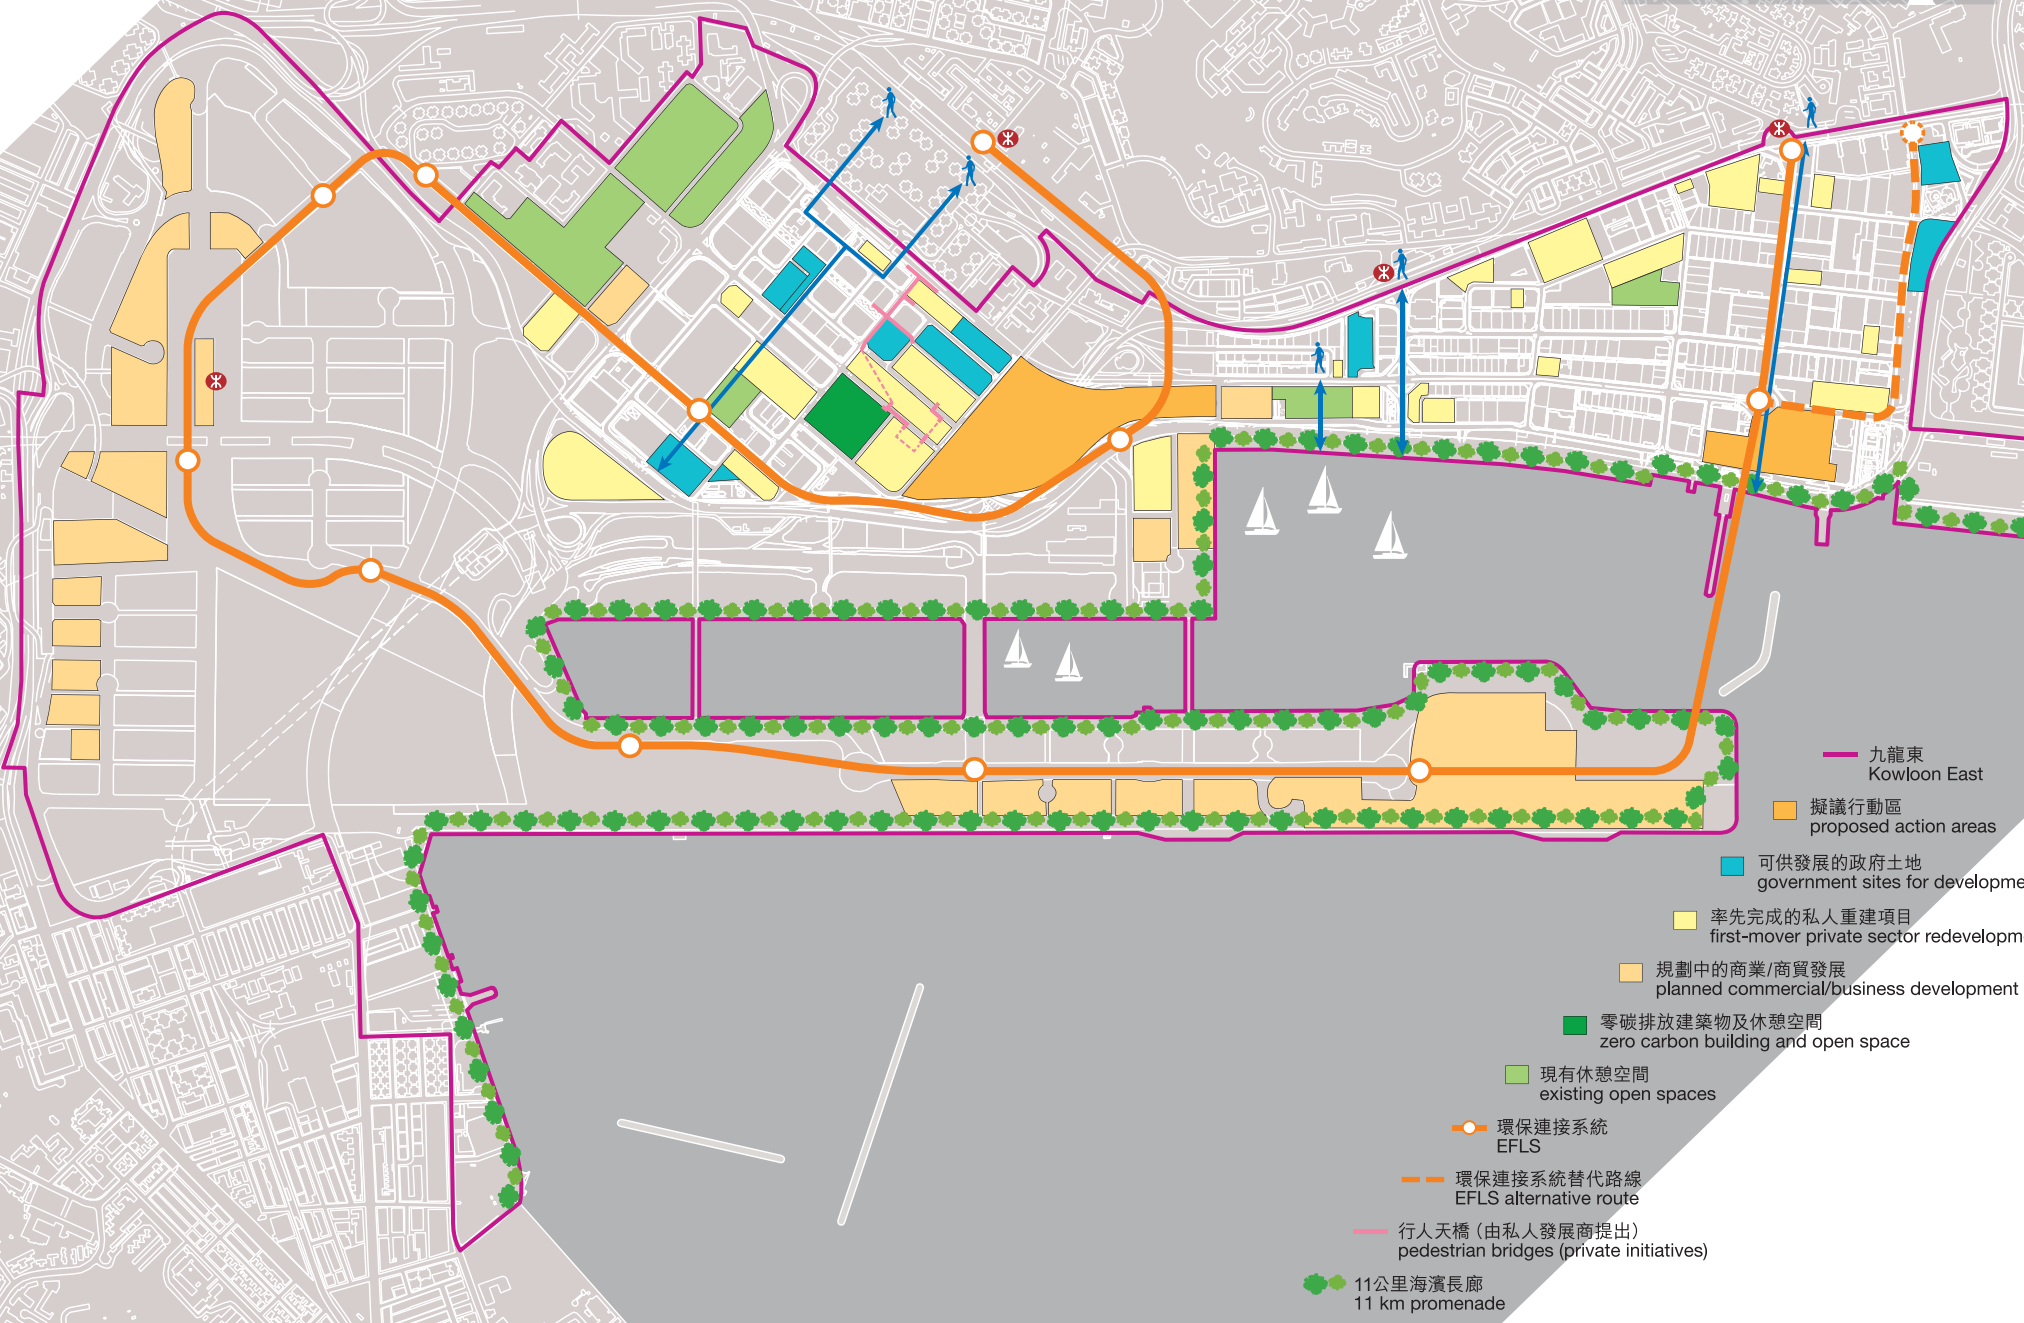 九龍東
Kowloon East
擬議行動區
proposed action areas
可供發展的政府土地
government sites for developme
率先完成的私人重建項目
first-mover private sector redevelopm
規劃中的商業/商貿發展
planned commercial/business development
零碳排放建築物及休憩空間
zero carbon building and open space
現有休憩空間
existing open spaces
環保連接系統
EFLS
環保連接系統替代路線
EFLS alternative route
行人天橋 (由私人發展商提出)
pedestrian bridges (private initiatives)
11公里海濱長廊
11 km promenade